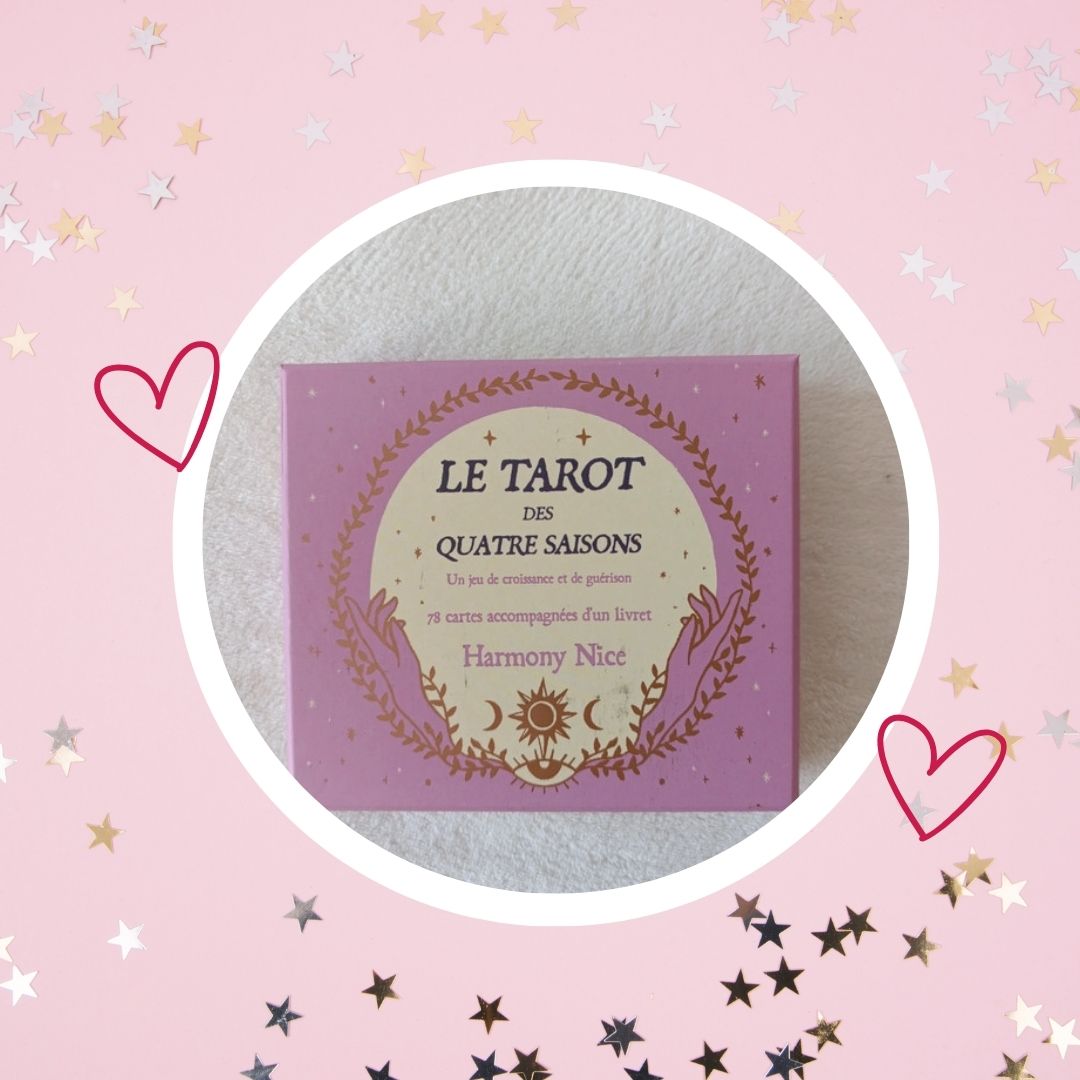 LE TAROT
DES
QUATRE SAISONS
Un jeu de croissance et de guérison
78 cartes accompagnées d'un livret
Harmony Nice